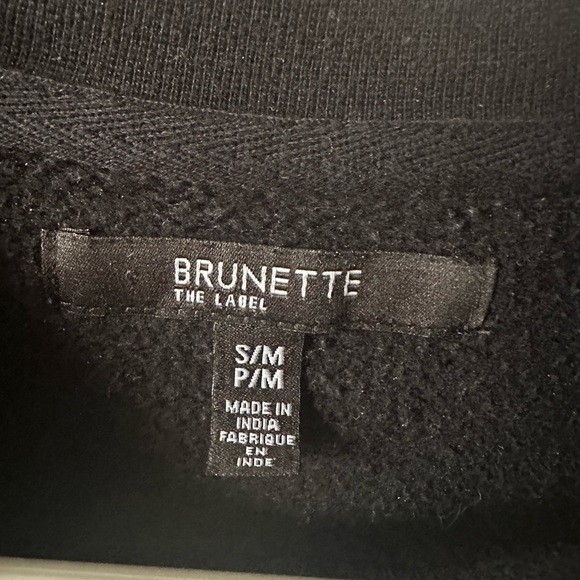 BRUNETTE
THE LABEL
S/M
P/M
MADE IN
INDIA
FABRIQUE
EN
INDE